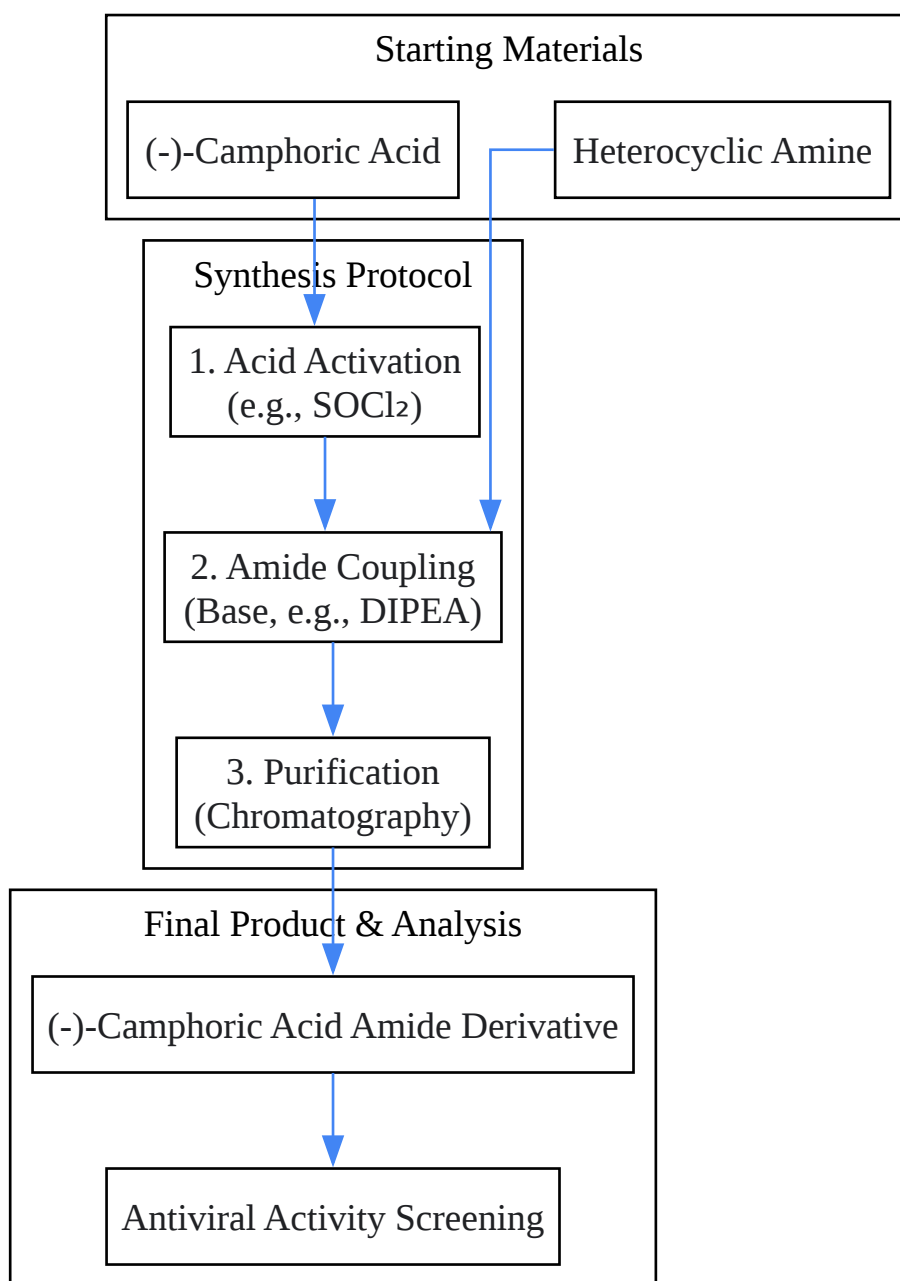 Starting Materials
(-)-Camphoric Acid
Heterocyclic Amine
Synthesis Protocol
1. Acid Activation
(e.g., SOCl₂)
2. Amide Coupling
(Base, e.g., DIPEA)
3. Purification
(Chromatography)
Final Product & Analysis
(-)-Camphoric Acid Amide Derivative
Antiviral Activity Screening